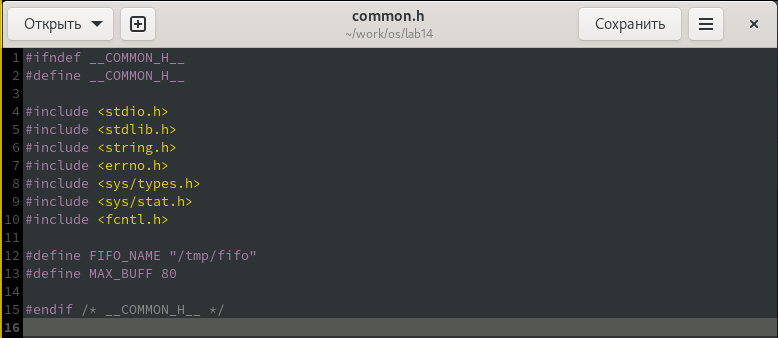 Открыть
common.h
~/work/os/lab14
Сохранить
1 #ifndef __COMMON_H__
2 #define __COMMON_H__
3
4 #include <stdio.h>
5 #include <stdlib.h>
6 #include <string.h>
7 #include <errno.h>
8 #include <sys/types.h>
9 #include <sys/stat.h>
10 #include <fcntl.h>
11
12 #define FIFO_NAME "/tmp/fifo"
13 #define MAX_BUFF 80
14
15 #endif /* __COMMON_H__ */
16